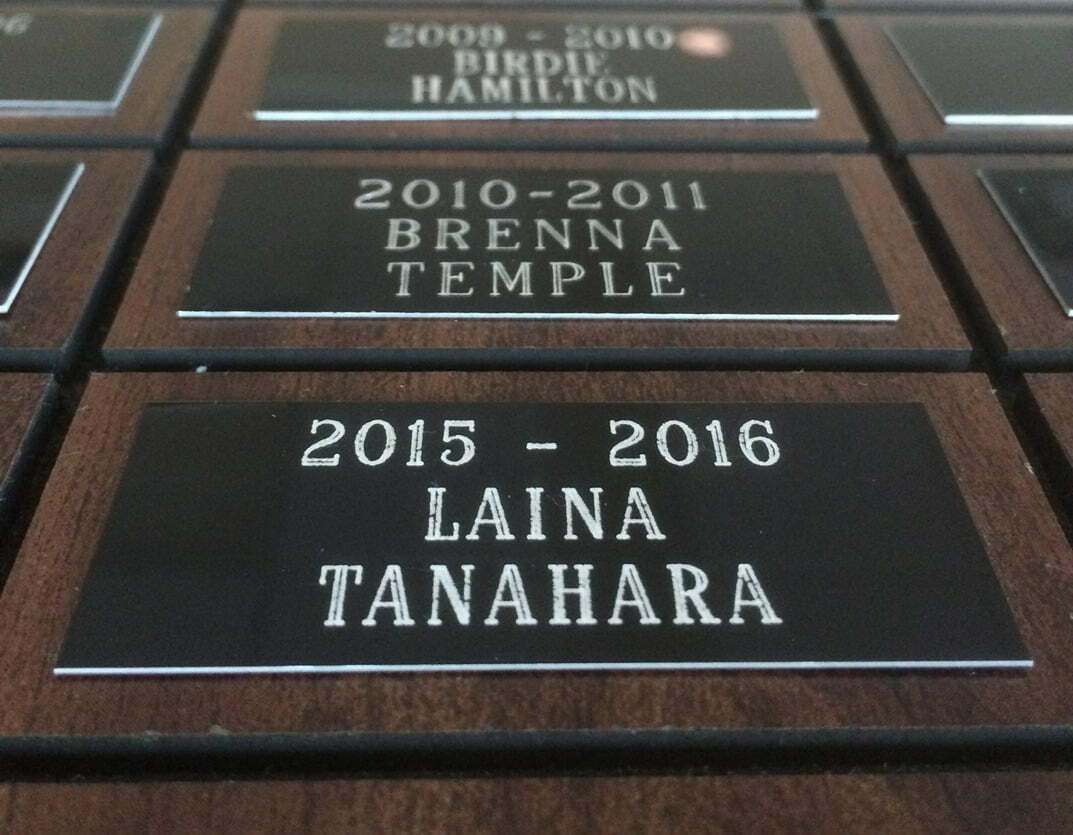 2009 - 2010
BIRDIE
HAMILTON
2010-2011
BRENNA
TEMPLE
2015 - 2016
LAINA
TANAHARA